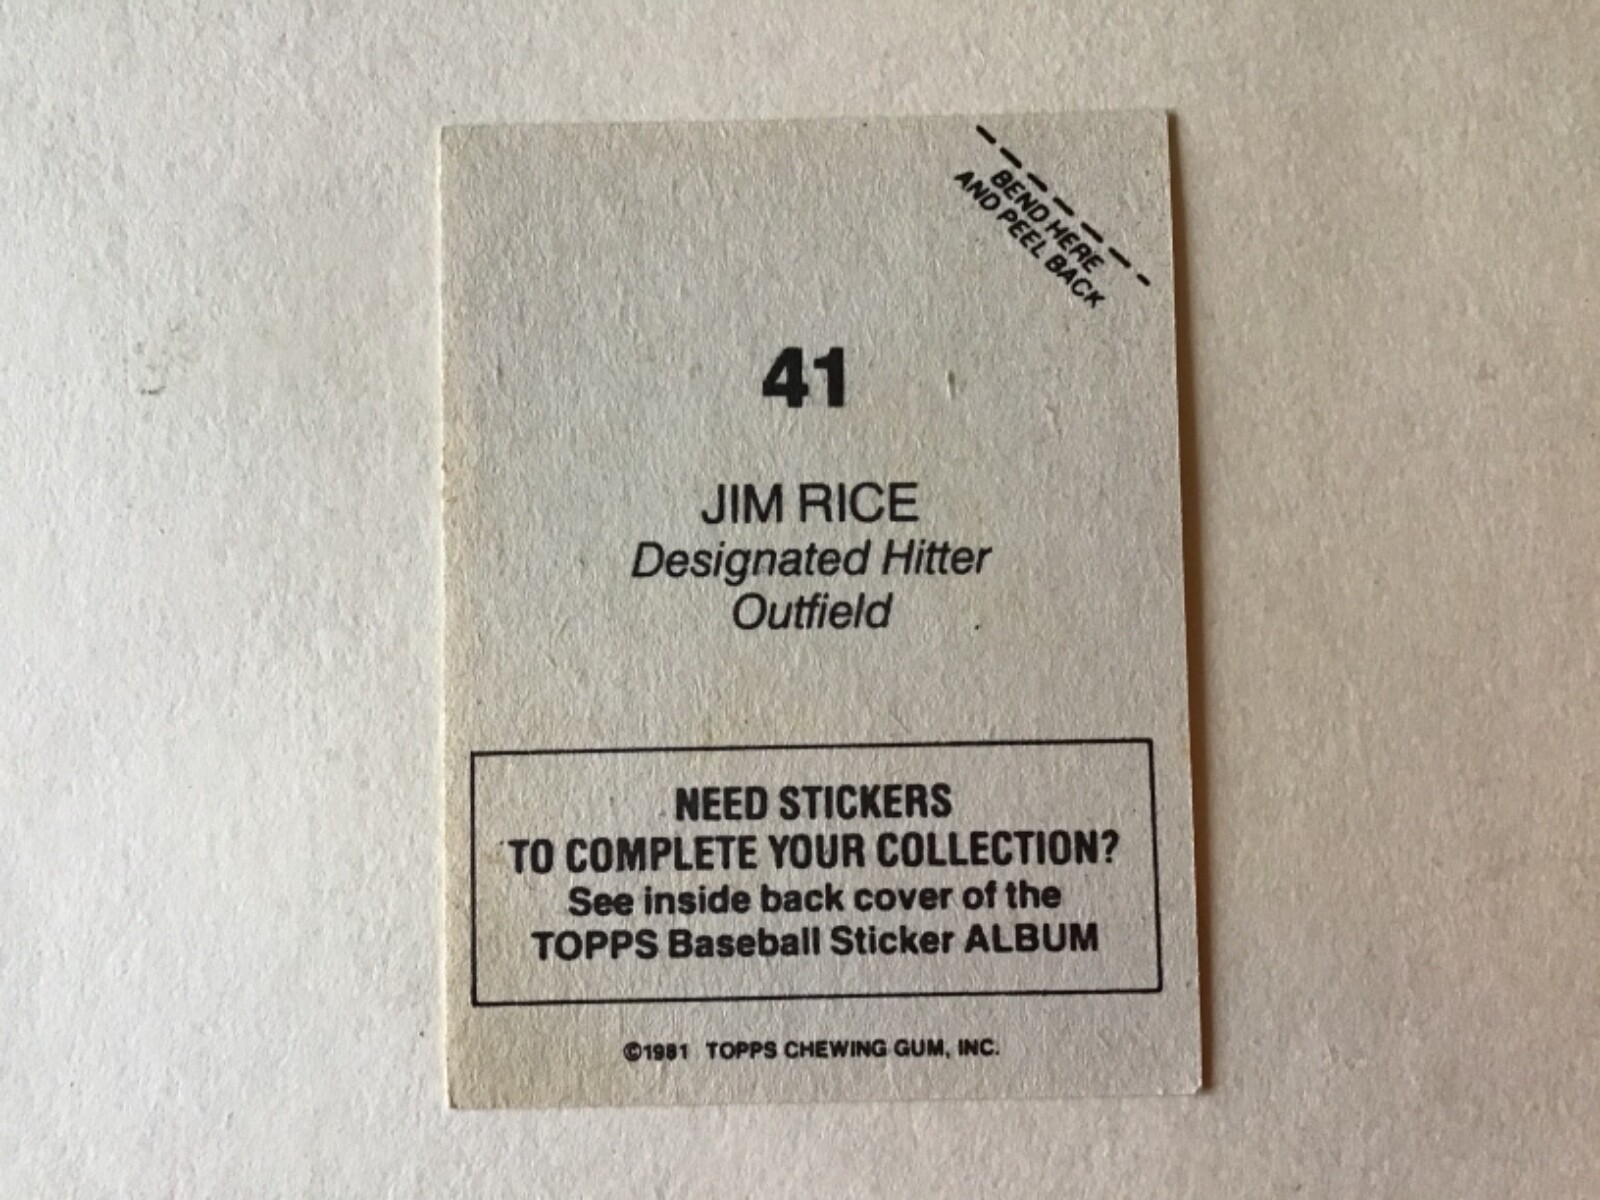 BEND HERE
AND PEEL BACK
41
JIM RICE
Designated Hitter
Outfield
NEED STICKERS
TO COMPLETE YOUR COLLECTION?
See inside back cover of the
TOPPS Baseball Sticker ALBUM
©1981 TOPPS CHEWING GUM, INC.